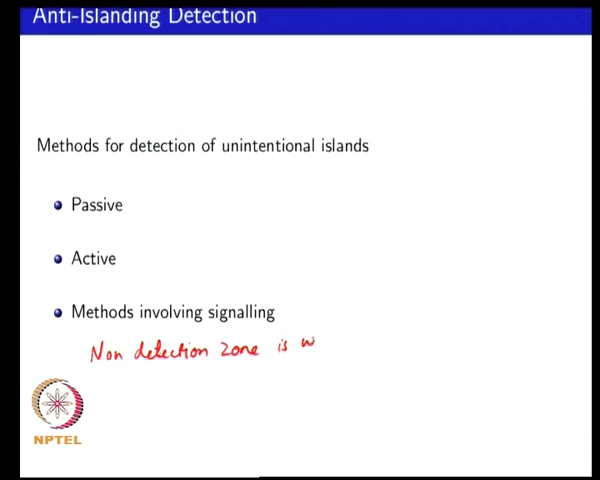 Anti-Islanding Detection
Methods for detection of unintentional islands
Passive
Active
Methods involving signalling
Non detection zone is w
NPTEL